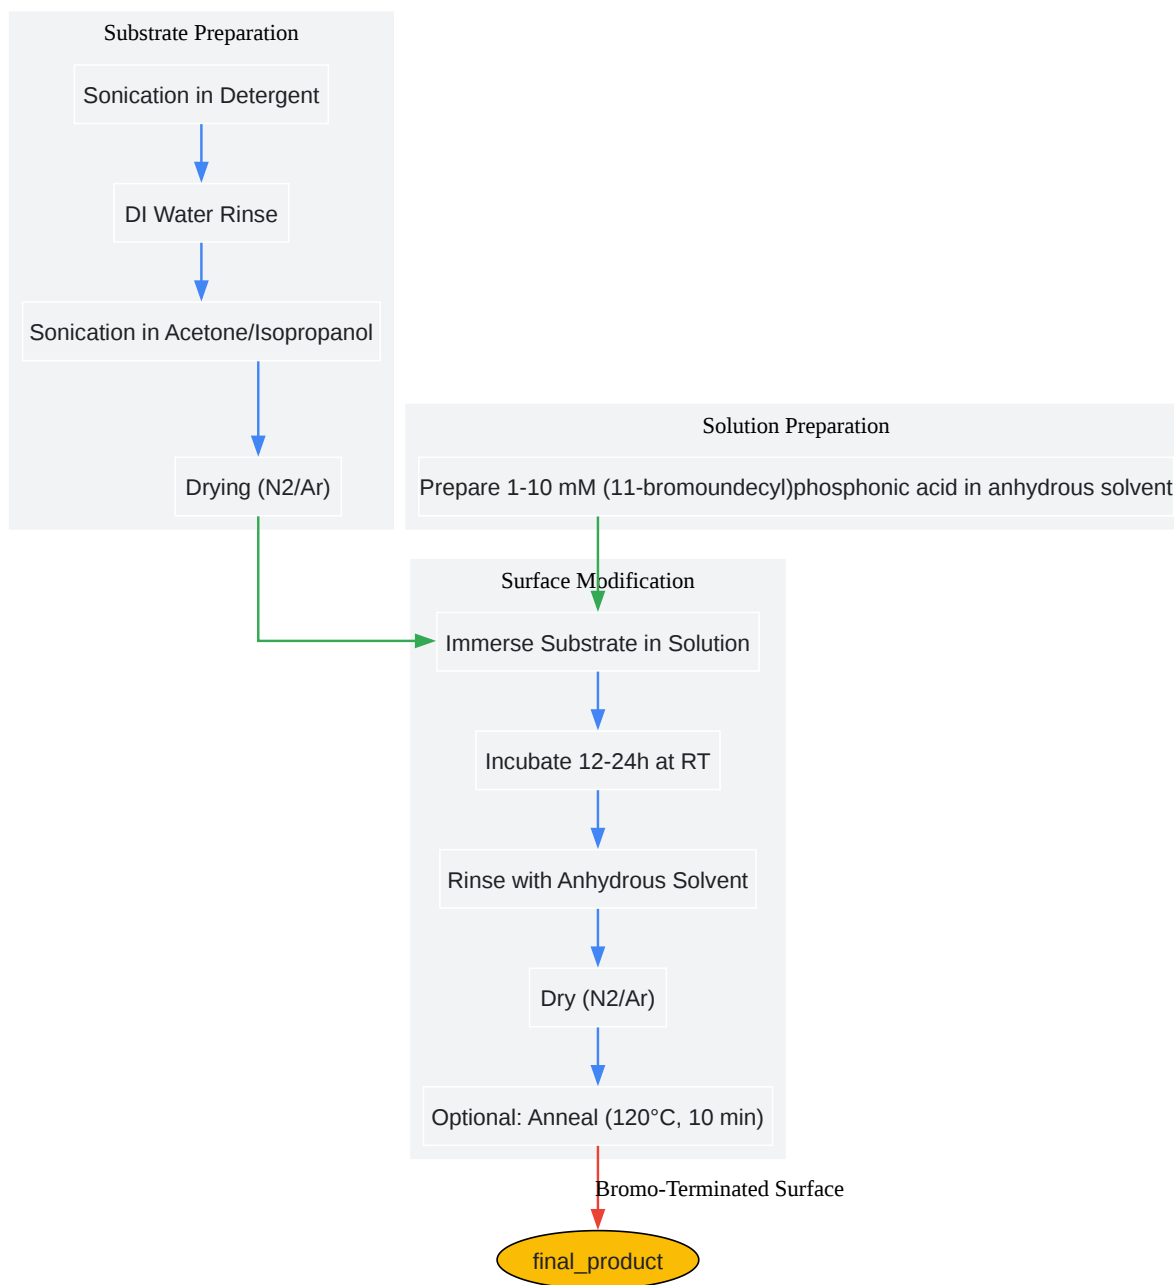 Substrate Preparation
Sonication in Detergent
DI Water Rinse
Sonication in Acetone/Isopropanol
Drying (N2/Ar)
Solution Preparation
Prepare 1-10 mM (11-bromoundecyl)phosphonic acid in anhydrous solvent
Surface Modification
Immerse Substrate in Solution
Incubate 12-24h at RT
Rinse with Anhydrous Solvent
Dry (N2/Ar)
Optional: Anneal (120°C, 10 min)
Bromo-Terminated Surface
final_product